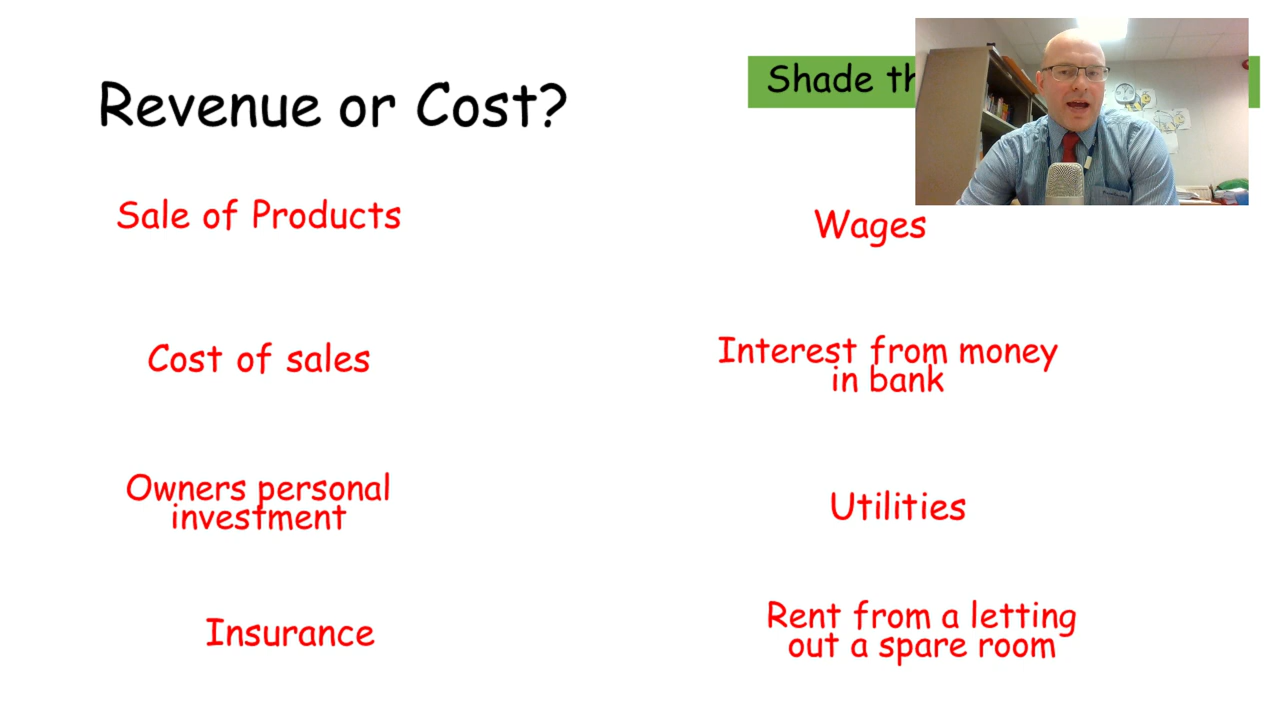 Revenue or Cost?
Shade th
Sale of Products
Wages
Cost of sales
Interest from money
in bank
Owners personal
investment
Utilities
Insurance
Rent from a letting
out a spare room